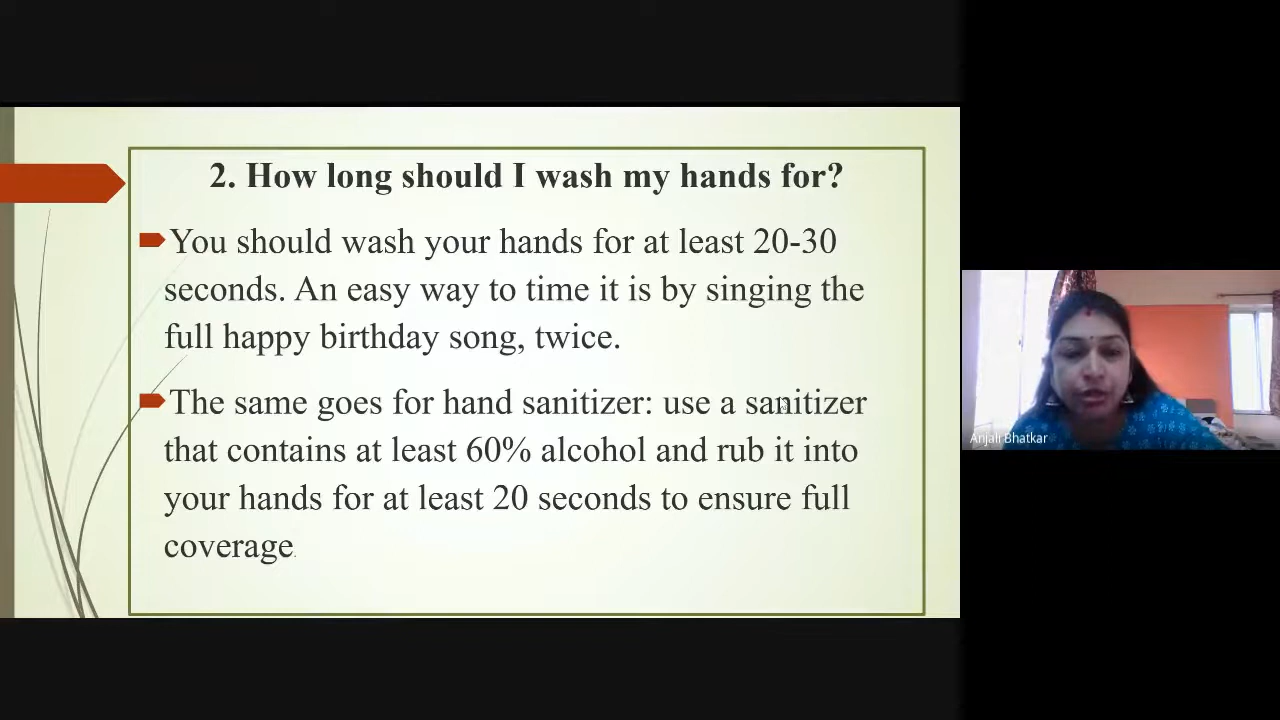 2. How long should I wash my hands for?
You should wash your hands for at least 20-30
seconds. An easy way to time it is by singing the
full happy birthday song, twice.
The same goes for hand sanitizer: use a sanitizer
that contains at least 60% alcohol and rub it into
your hands for at least 20 seconds to ensure full
coverage.
Anjali Bhatkar